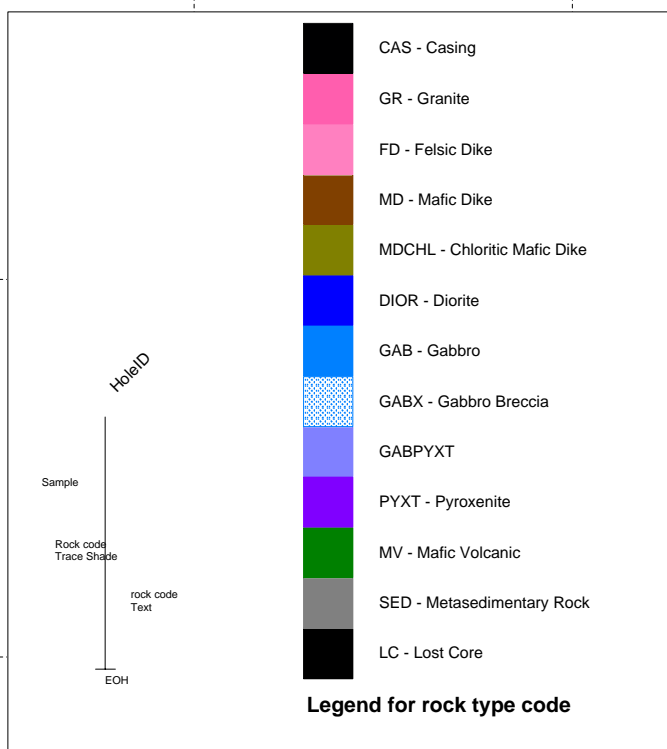 CAS - Casing
GR - Granite
FD - Felsic Dike
MD - Mafic Dike
MDCHL - Chloritic Mafic Dike
DIOR - Diorite
GAB - Gabbro
GABX - Gabbro Breccia
GABPYXT
PYXT - Pyroxenite
MV - Mafic Volcanic
SED - Metasedimentary Rock
LC - Lost Core
Legend for rock type code
HoleID
Sample
Rock code
Trace Shade
rock code
Text
EOH